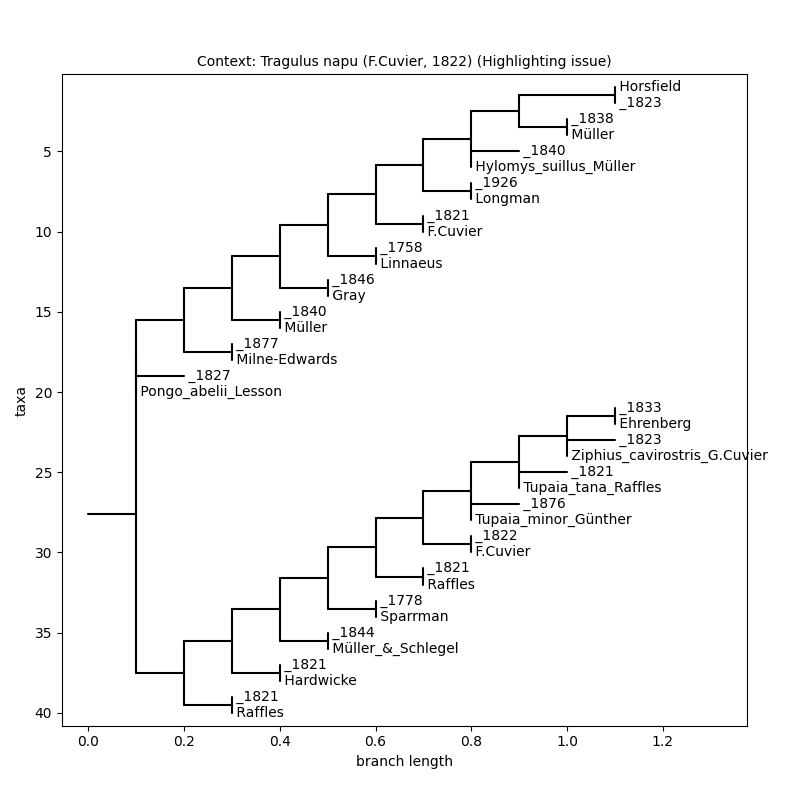 Context: Tragulus napu (F.Cuvier, 1822) (Highlighting issue)
Horsfield
_1823
_1838
Müller
_1840
Hylomys_suillus_Müller
_1926
Longman
_1821
F.Cuvier
_1758
Linnaeus
_1846
Gray
_1840
Müller
_1877
Milne-Edwards
_1827
Pongo_abelii_Lesson
_1833
Ehrenberg
_1823
Ziphius_cavirostris_G.Cuvier
_1821
Tupaia_tana_Raffles
_1876
Tupaia_minor_Günther
_1822
F.Cuvier
_1821
Raffles
_1778
Sparrman
_1844
Müller_&_Schlegel
_1821
Hardwicke
_1821
Raffles
taxa
5
10
15
20
25
30
35
40
0.0 0.2 0.4 0.6 0.8 1.0 1.2
branch length